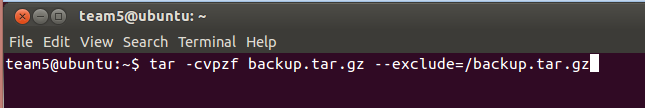 team5@ubuntu: ~
File Edit View Search Terminal Help
team5@ubuntu:~$ tar -cvpzf backup.tar.gz --exclude=/backup.tar.gz